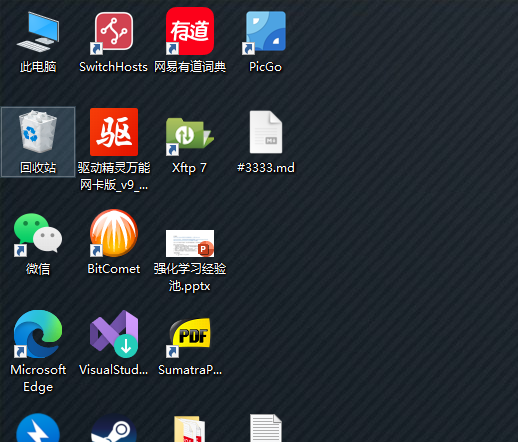 有道
此电脑
SwitchHosts
网易有道词典
PicGo
驱
M↓
回收站
驱动精灵万能
网卡版_v9_...
Xftp 7
#3333.md
P
微信
BitComet
强化学习经验
池.pptx
PDF
Microsoft
Edge
VisualStud...
SumatraP...